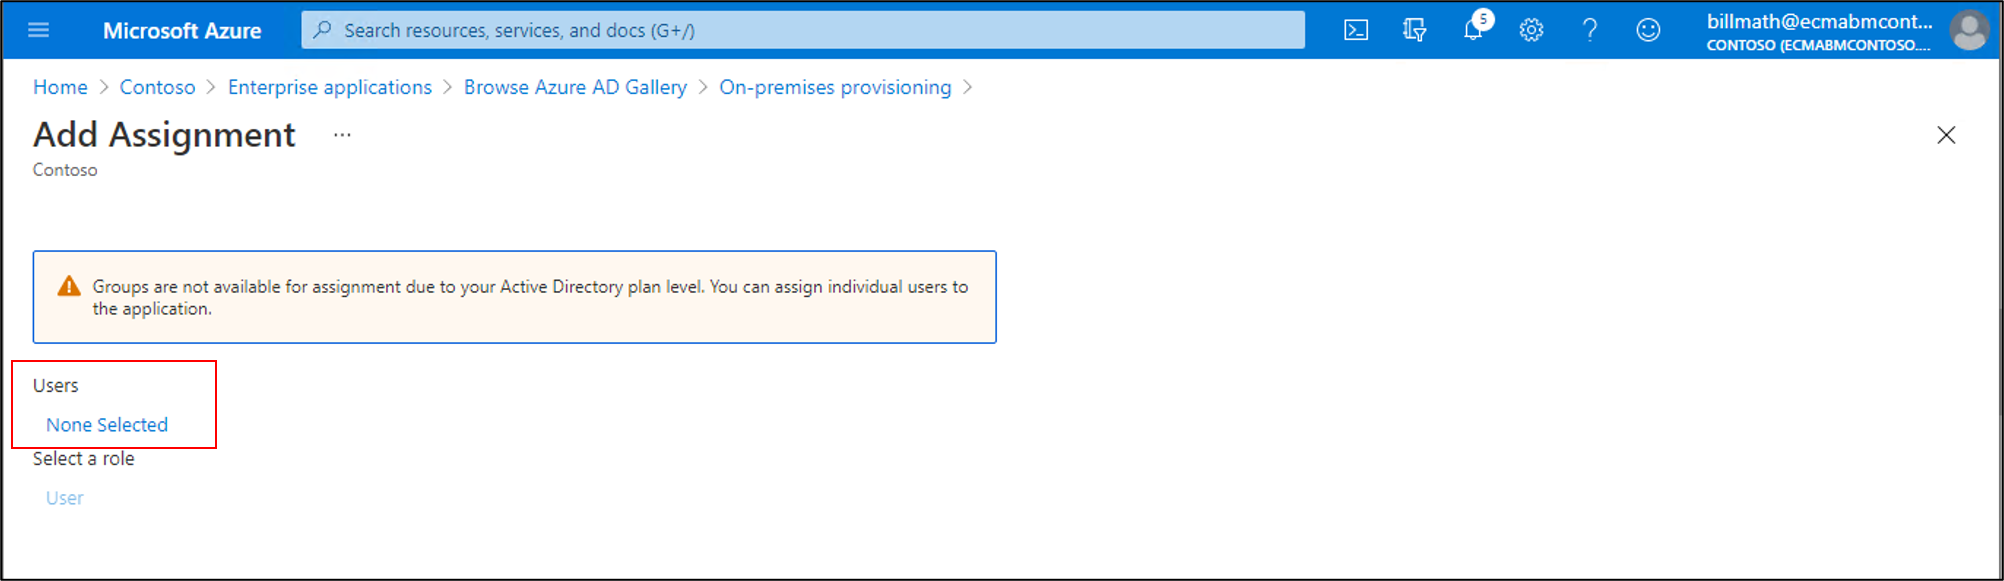 Microsoft Azure
Search resources, services, and docs (G+/)
5
billmath@ecmabmcont...
CONTOSO (ECMABMCONTOSO....
Home > Contoso > Enterprise applications > Browse Azure AD Gallery > On-premises provisioning >
Add Assignment ...
Contoso
Groups are not available for assignment due to your Active Directory plan level. You can assign individual users to
the application.
Users
None Selected
Select a role
User